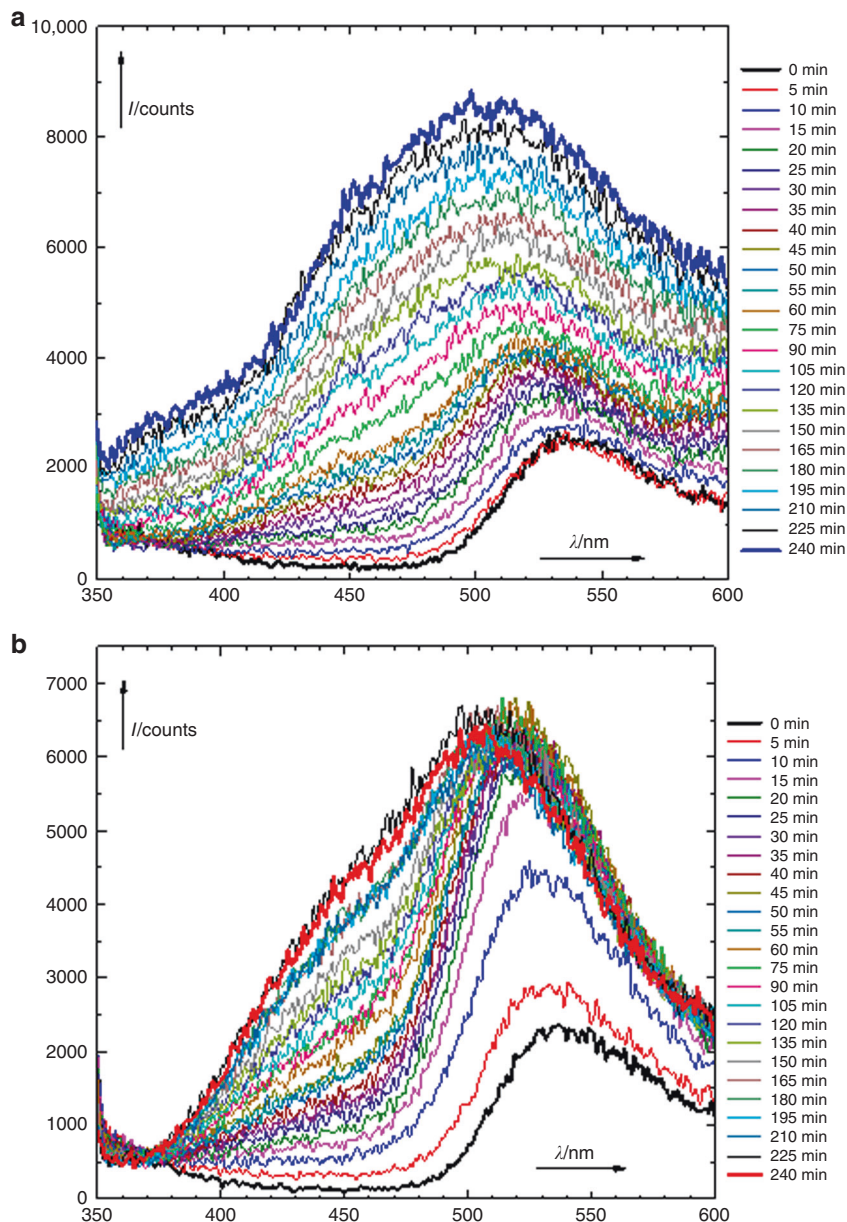 a
10,000
8000
6000
4000
2000
0
I/counts
λ/nm
350 400 450 500 550 600
0 min
5 min
10 min
15 min
20 min
25 min
30 min
35 min
40 min
45 min
50 min
55 min
60 min
75 min
90 min
105 min
120 min
135 min
150 min
165 min
180 min
195 min
210 min
225 min
240 min
b
7000
6000
5000
4000
3000
2000
1000
0
I/counts
λ/nm
350 400 450 500 550 600
0 min
5 min
10 min
15 min
20 min
25 min
30 min
35 min
40 min
45 min
50 min
55 min
60 min
75 min
90 min
105 min
120 min
135 min
150 min
165 min
180 min
195 min
210 min
225 min
240 min